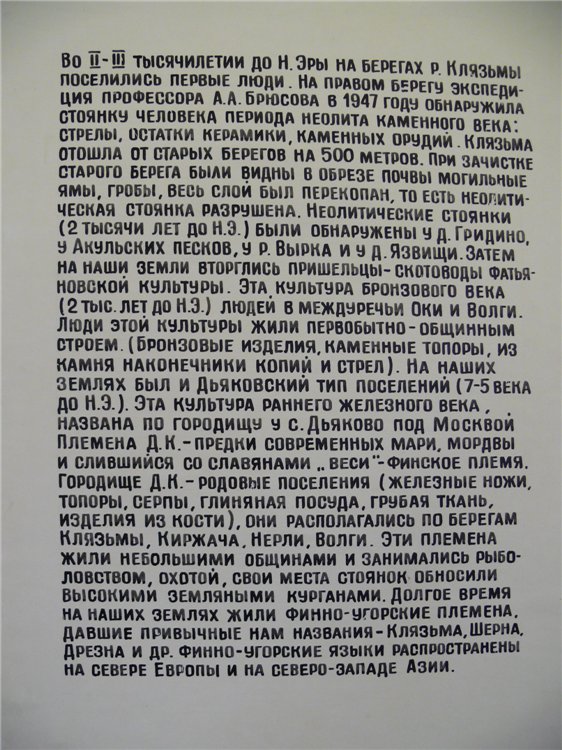 Во II-III тысячилетии до н.эры на берегах р. Клязьмы
поселились первые люди. На правом берегу экспеди-
ция профессора А.А.Брюсова в 1947 году обнаружила
стоянку человека периода неолита каменного века:
стрелы, остатки керамики, каменных орудий. Клязьма
отошла от старых берегов на 500 метров. При зачистке
старого берега были видны в обрезе почвы могильные
ямы, гробы, весь слой был перекопан, то есть неолити-
ческая стоянка разрушена. Неолитические стоянки
(2 тысячи лет до н.э.) были обнаружены у д. Гридино,
у Акульских песков, у р. Вырка и у д. Язвищи. Затем
на наши земли вторглись пришельцы-скотоводы фатья-
новской культуры. Эта культура бронзового века
(2 тыс. лет до н.э.) людей в междуречьи Оки и Волги.
Люди этой культуры жили первобытно-общинным
строем. (Бронзовые изделия, каменные топоры, из
камня наконечники копий и стрел). На наших
землях был и Дьяковский тип поселений (7-5 века
до н.э.). Эта культура раннего железного века,
названа по городищу у с. Дьяково под Москвой
Племена Д.К.-предки современных мари, мордвы
и слившийся со славянами „веси"-финское племя.
Городище Д.К.-родовые поселения (железные ножи,
топоры, серпы, глиняная посуда, грубая ткань,
изделия из кости), они располагались по берегам
Клязьмы, Киржача, Нерли, Волги. Эти племена
жили небольшими общинами и занимались рыбо-
ловством, охотой, свои места стоянок обносили
высокими земляными курганами. Долгое время
на наших землях жили финно-угорские племена,
давшие привычные нам названия-Клязьма, Шерна,
Дрезна и др. Финно-угорские языки распространены
на севере Европы и на северо-западе Азии.